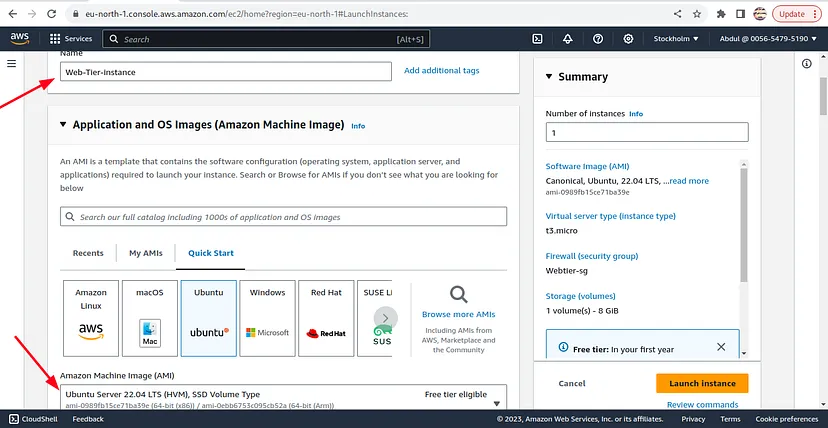 eu-north-1.console.aws.amazon.com/ec2/home?region=eu-north-1#LaunchInstances:
Update
aws
Services
Search
[Alt+S]
Stockholm
Abdul @ 0056-5479-5190
Name
Web-Tier-Instance
Add additional tags
Application and OS Images (Amazon Machine Image) Info
An AMI is a template that contains the software configuration (operating system, application server, and
applications) required to launch your instance. Search or Browse for AMIs if you don't see what you are looking for
below
Search our full catalog including 1000s of application and OS images
Recents
My AMIs
Quick Start
Amazon
Linux
aws
macOS
Mac
Ubuntu
ubuntu
Windows
Microsoft
Red Hat
Red Hat
SUSE Li
SUS
Browse more AMIs
Including AMIs from
AWS, Marketplace and
the Community
Amazon Machine Image (AMI)
Ubuntu Server 22.04 LTS (HVM), SSD Volume Type
Free tier eligible
ami-0989fb15ce71ba39e (64-bit (x86)) / ami-0ebb6753c095cb52a (64-bit (Arm))
Summary
Number of instances Info
1
Software Image (AMI)
Canonical, Ubuntu, 22.04 LTS, ...read more
ami-0989fb15ce71ba39e
Virtual server type (instance type)
t3.micro
Firewall (security group)
Webtier-sg
Storage (volumes)
1 volume(s) - 8 GiB
Free tier: In your first year
Cancel
Launch instance
Review commands
CloudShell
Feedback
© 2023, Amazon Web Services, Inc. or its affiliates.
Privacy
Terms
Cookie preferences